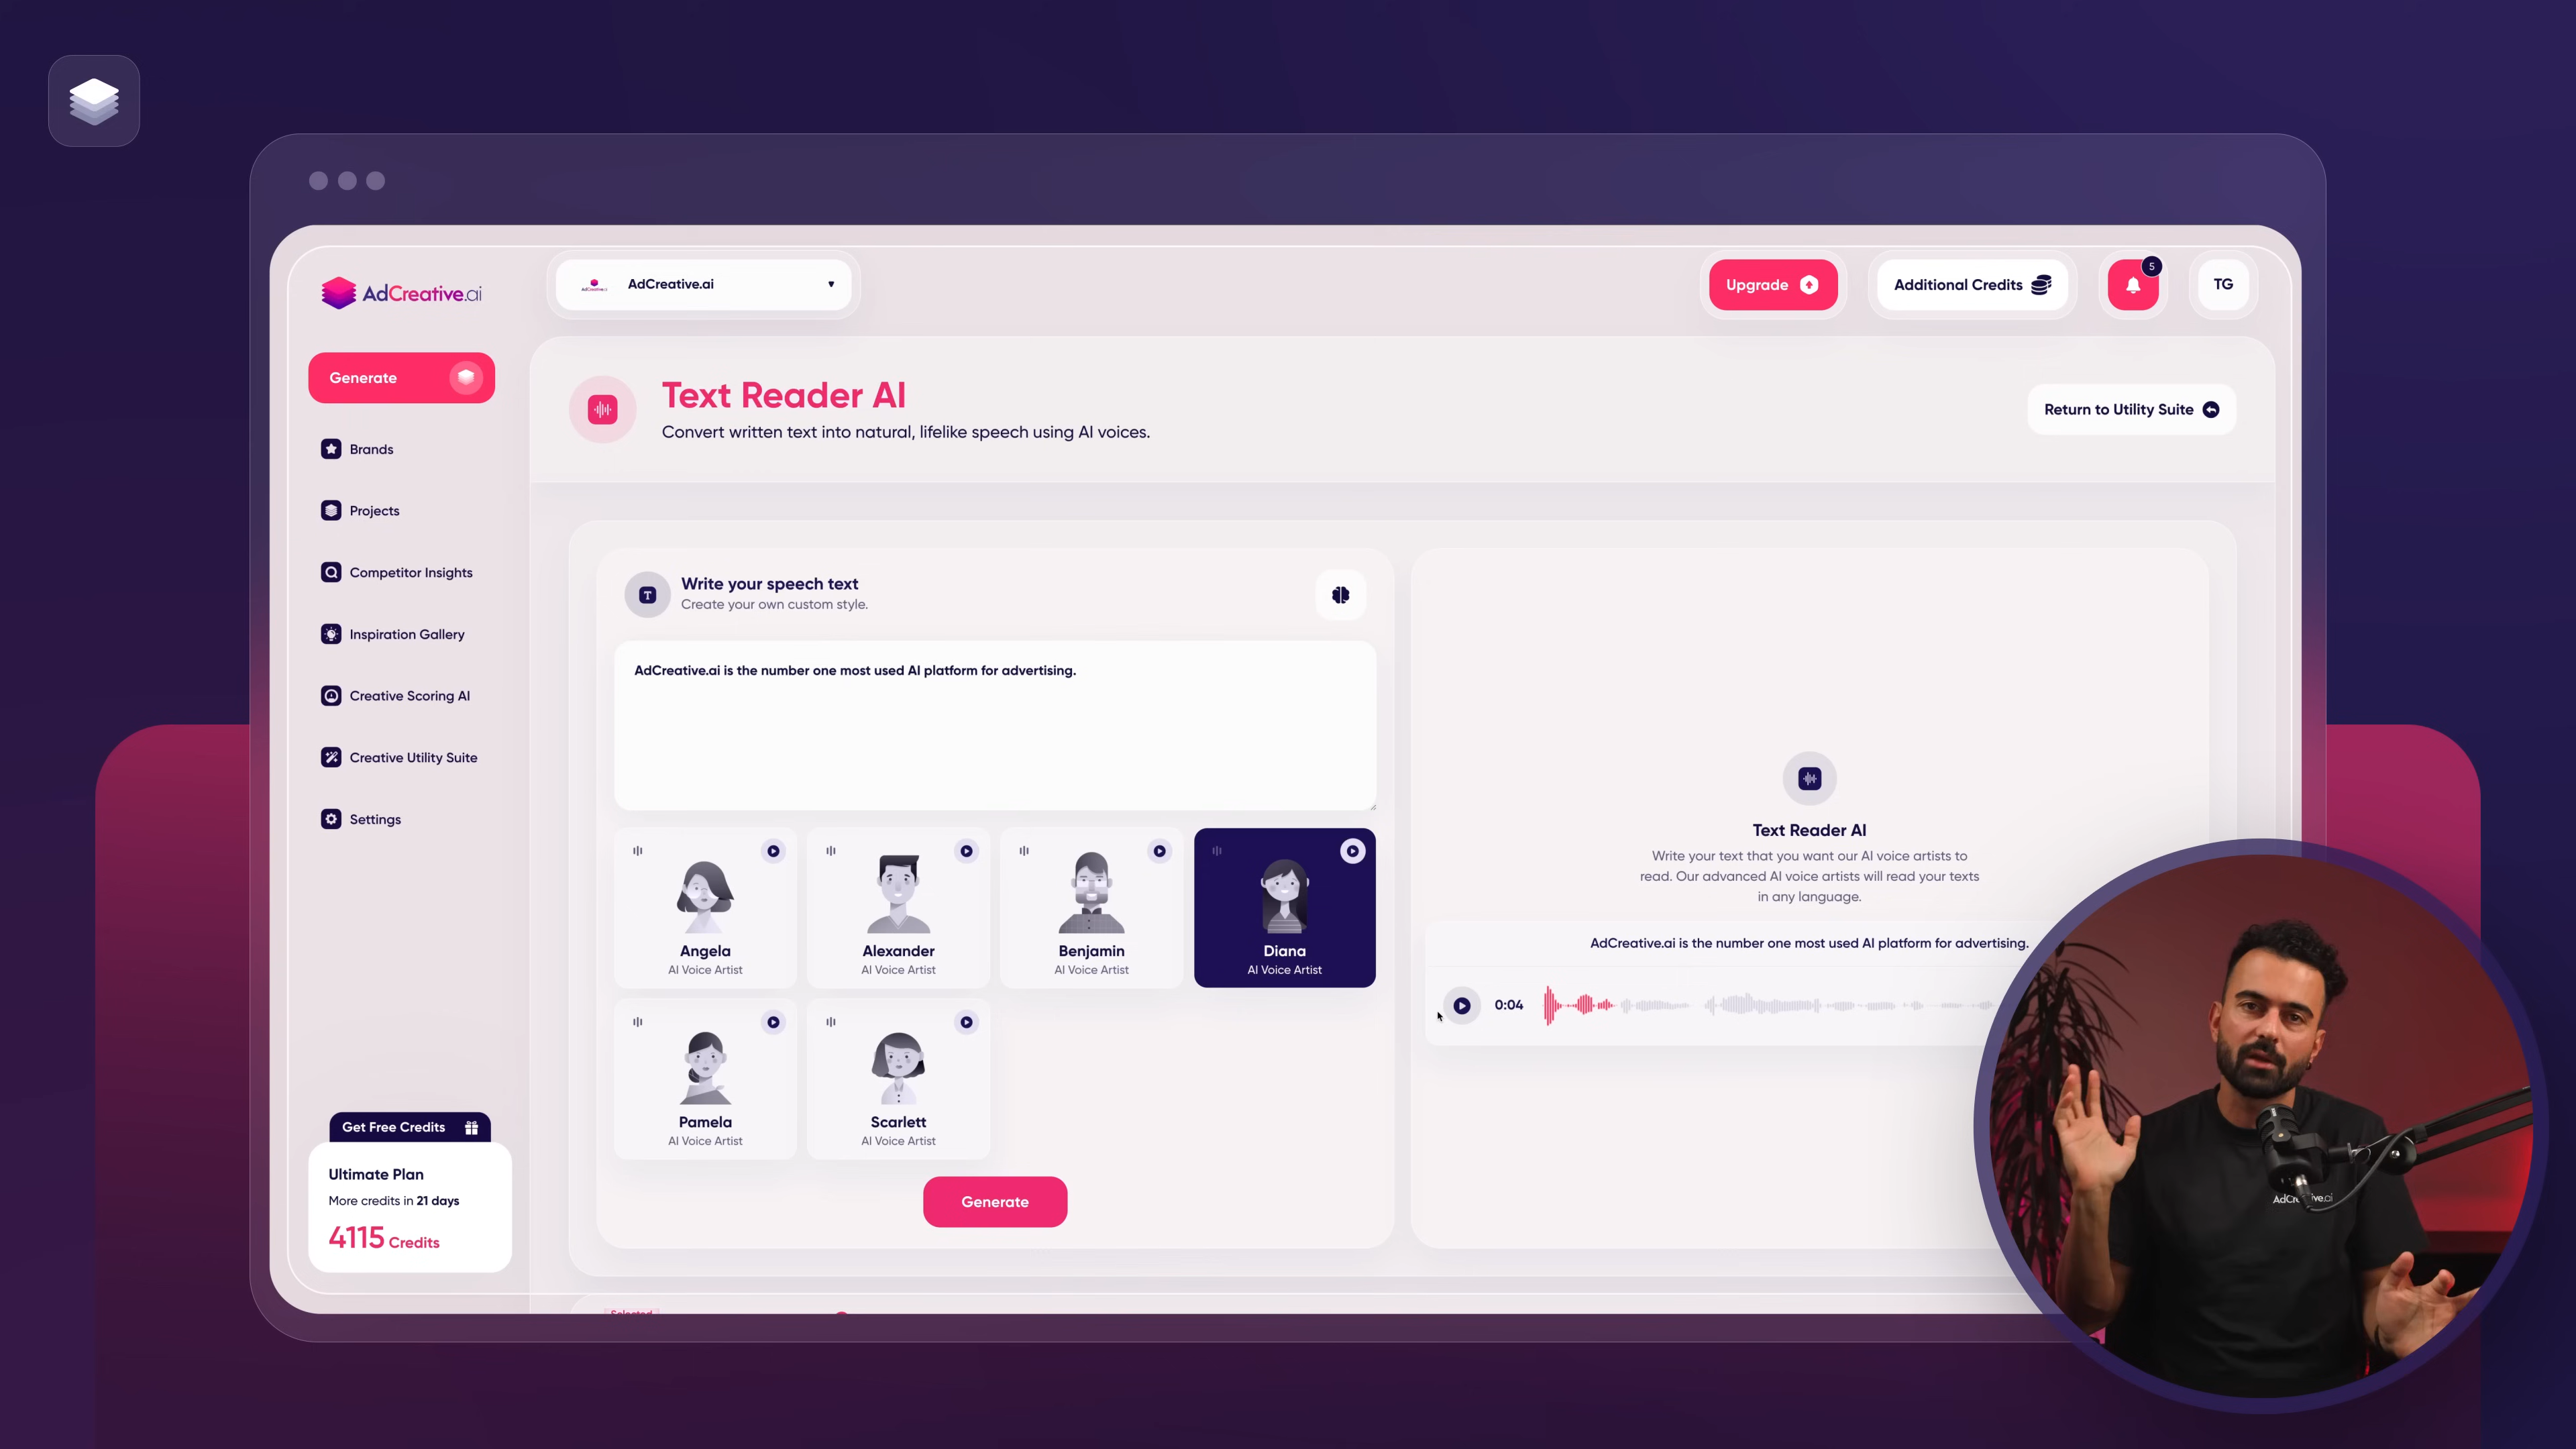 AdCreative.ai
AdCreative.ai
Upgrade
Additional Credits
5
TG
Generate
Brands
Projects
Competitor Insights
Inspiration Gallery
Creative Scoring AI
Creative Utility Suite
Settings
Get Free Credits
Ultimate Plan
More credits in 21 days
4115 Credits
Text Reader AI
Convert written text into natural, lifelike speech using AI voices.
Return to Utility Suite
T
Write your speech text
Create your own custom style.
AdCreative.ai is the number one most used AI platform for advertising.
Angela
AI Voice Artist
Alexander
AI Voice Artist
Benjamin
AI Voice Artist
Diana
AI Voice Artist
Pamela
AI Voice Artist
Scarlett
AI Voice Artist
Generate
Selected
Text Reader AI
Write your text that you want our AI voice artists to
read. Our advanced AI voice artists will read your texts
in any language.
AdCreative.ai is the number one most used AI platform for advertising.
0:04